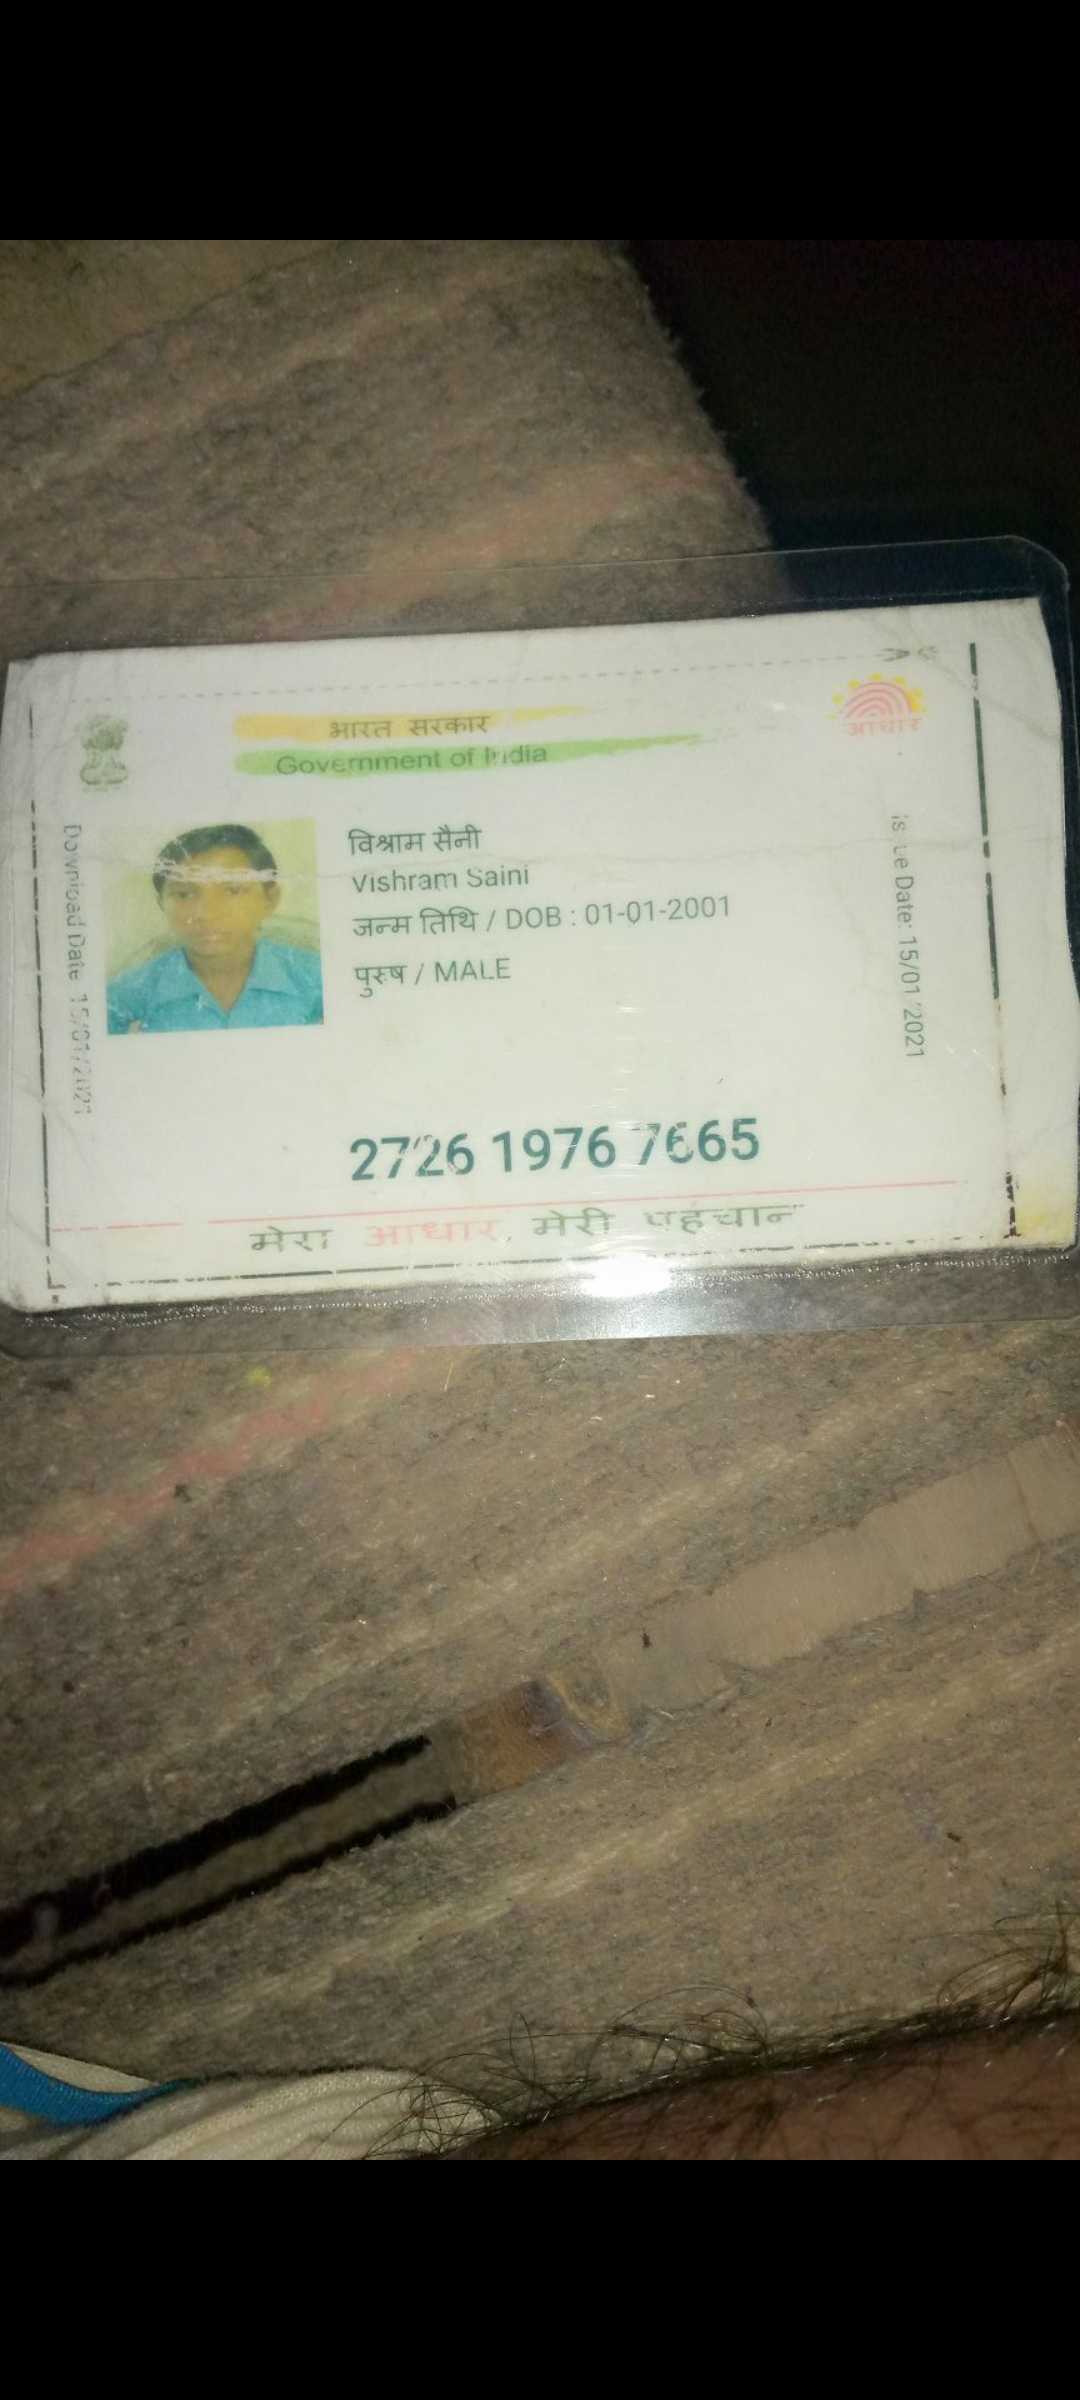 भारत सरकार
Government of India
आधार
विश्राम सैनी
Vishram Saini
जन्म तिथि / DOB : 01-01-2001
पुरुष / MALE
Download Date: 15/01/2021
Issue Date: 15/01/2021
2726 1976 7665
मेरा आधार, मेरी पहचान